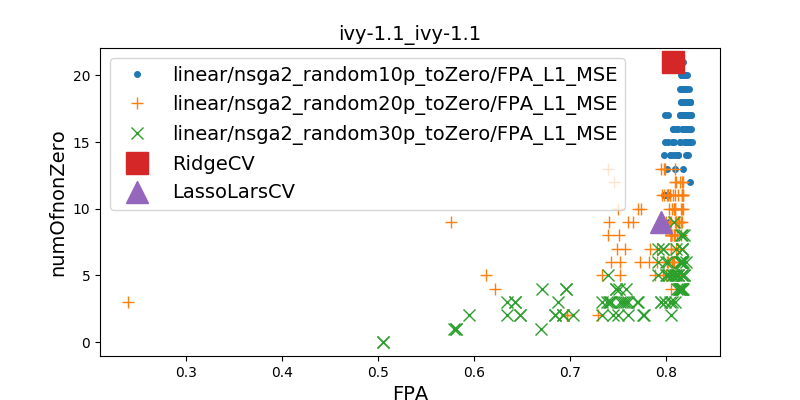 ivy-1.1_ivy-1.1
linear/nsga2_random10p_toZero/FPA_L1_MSE
linear/nsga2_random20p_toZero/FPA_L1_MSE
linear/nsga2_random30p_toZero/FPA_L1_MSE
RidgeCV
LassoLarsCV
numOfnonZero
20
15
10
5
0
0.3 0.4 0.5 0.6 0.7 0.8
FPA